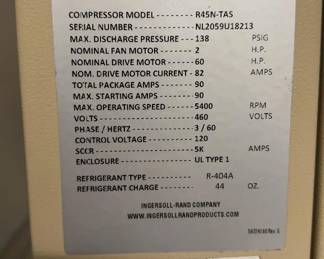 COMPRESSOR MODEL -------- R45N-TAS
SERIAL NUMBER ------------ NL2059U18213
MAX. DISCHARGE PRESSURE --- 138 PSIG
NOMINAL FAN MOTOR -------- 2 H.P.
NOMINAL DRIVE MOTOR ------ 60 H.P.
NOM. DRIVE MOTOR CURRENT - 82 AMPS
TOTAL PACKAGE AMPS ------- 90
MAX. STARTING AMPS ------- 90
MAX. OPERATING SPEED ----- 5400 RPM
VOLTS -------------------- 460 VOLTS
PHASE / HERTZ ------------ 3 / 60
CONTROL VOLTAGE ---------- 120
SCCR --------------------- 5K AMPS
ENCLOSURE ---------------- UL TYPE 1
REFRIGERANT TYPE ---------- R-404A
REFRIGERANT CHARGE -------- 44 OZ.
INGERSOLL-RAND COMPANY
WWW.INGERSOLLRANDPRODUCTS.COM